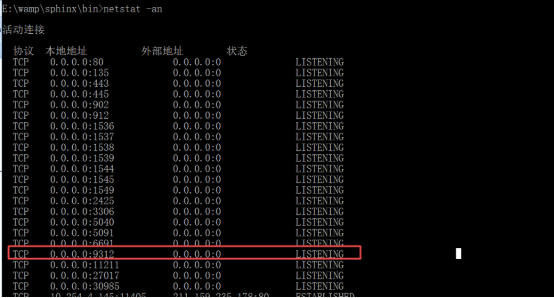 E:\wamp\sphinx\bin>netstat -an
活动连接
协议 本地地址 外部地址 状态
TCP 0.0.0.0:80 0.0.0.0:0 LISTENING
TCP 0.0.0.0:135 0.0.0.0:0 LISTENING
TCP 0.0.0.0:443 0.0.0.0:0 LISTENING
TCP 0.0.0.0:445 0.0.0.0:0 LISTENING
TCP 0.0.0.0:902 0.0.0.0:0 LISTENING
TCP 0.0.0.0:912 0.0.0.0:0 LISTENING
TCP 0.0.0.0:1536 0.0.0.0:0 LISTENING
TCP 0.0.0.0:1537 0.0.0.0:0 LISTENING
TCP 0.0.0.0:1538 0.0.0.0:0 LISTENING
TCP 0.0.0.0:1539 0.0.0.0:0 LISTENING
TCP 0.0.0.0:1544 0.0.0.0:0 LISTENING
TCP 0.0.0.0:1545 0.0.0.0:0 LISTENING
TCP 0.0.0.0:1549 0.0.0.0:0 LISTENING
TCP 0.0.0.0:2425 0.0.0.0:0 LISTENING
TCP 0.0.0.0:3306 0.0.0.0:0 LISTENING
TCP 0.0.0.0:5040 0.0.0.0:0 LISTENING
TCP 0.0.0.0:5091 0.0.0.0:0 LISTENING
TCP 0.0.0.0:6691 0.0.0.0:0 LISTENING
TCP 0.0.0.0:9312 0.0.0.0:0 LISTENING
TCP 0.0.0.0:11211 0.0.0.0:0 LISTENING
TCP 0.0.0.0:27017 0.0.0.0:0 LISTENING
TCP 0.0.0.0:30985 0.0.0.0:0 LISTENING
TCP 10.254.4.145:11405 211.159.235.178:80 ESTABLISHED